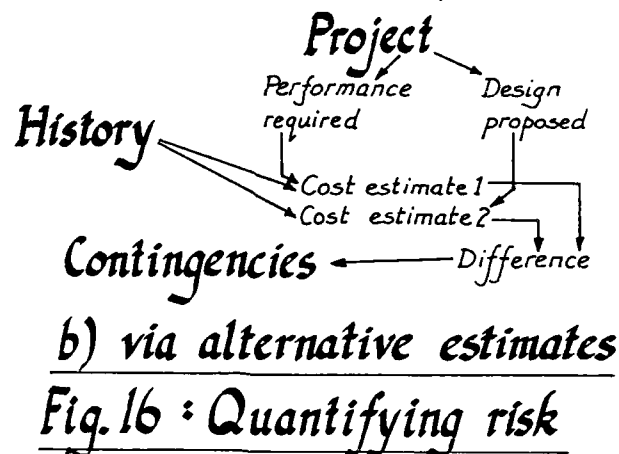 Project
Performance
required
Design
proposed
History
Cost estimate 1
Cost estimate 2
Contingencies
Difference
b) via alternative estimates
Fig. 16 : Quantifying risk